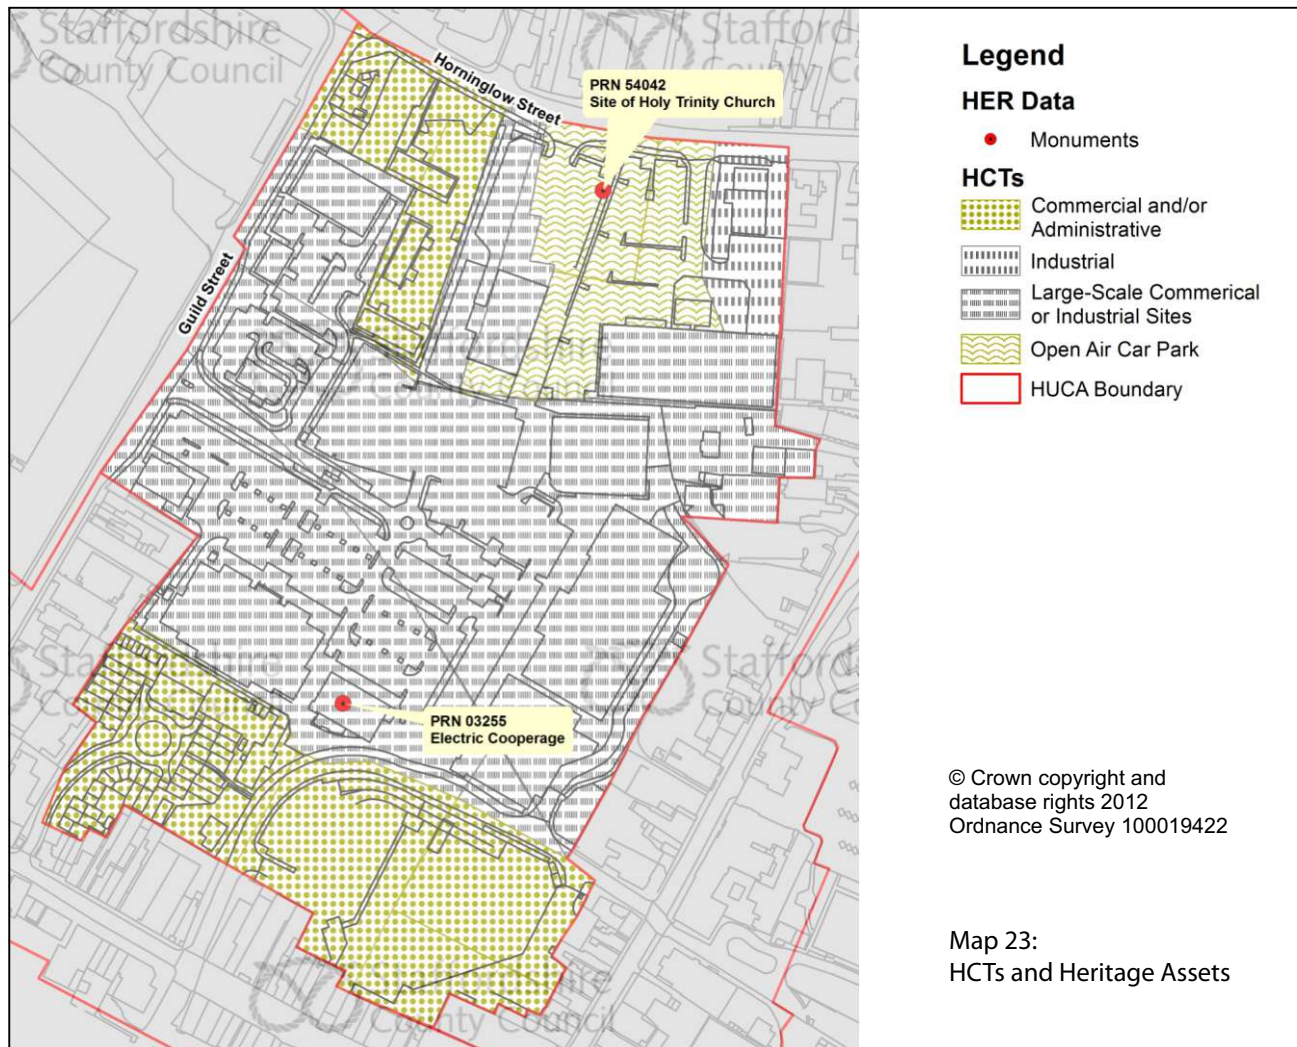 Staffordshire
County Council
Horninglow Street
PRN 54042
Site of Holy Trinity Church
Guild Street
PRN 03255
Electric Cooperage
Legend
HER Data
Monuments
HCTs
Commercial and/or
Administrative
Industrial
Large-Scale Commerical
or Industrial Sites
Open Air Car Park
HUCA Boundary
© Crown copyright and
database rights 2012
Ordnance Survey 100019422
Map 23:
HCTs and Heritage Assets